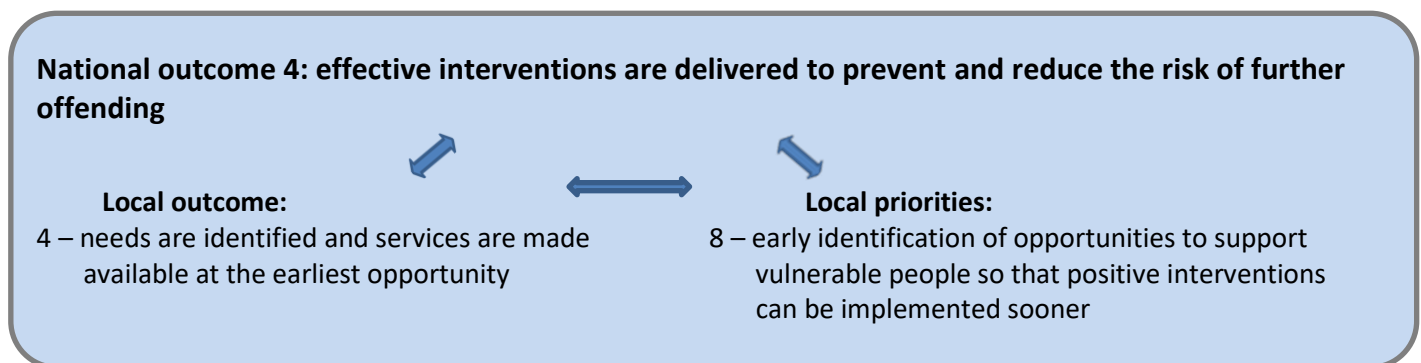 National outcome 4: effective interventions are delivered to prevent and reduce the risk of further
offending
Local outcome:
4 – needs are identified and services are made
available at the earliest opportunity
Local priorities:
8 – early identification of opportunities to support
vulnerable people so that positive interventions
can be implemented sooner